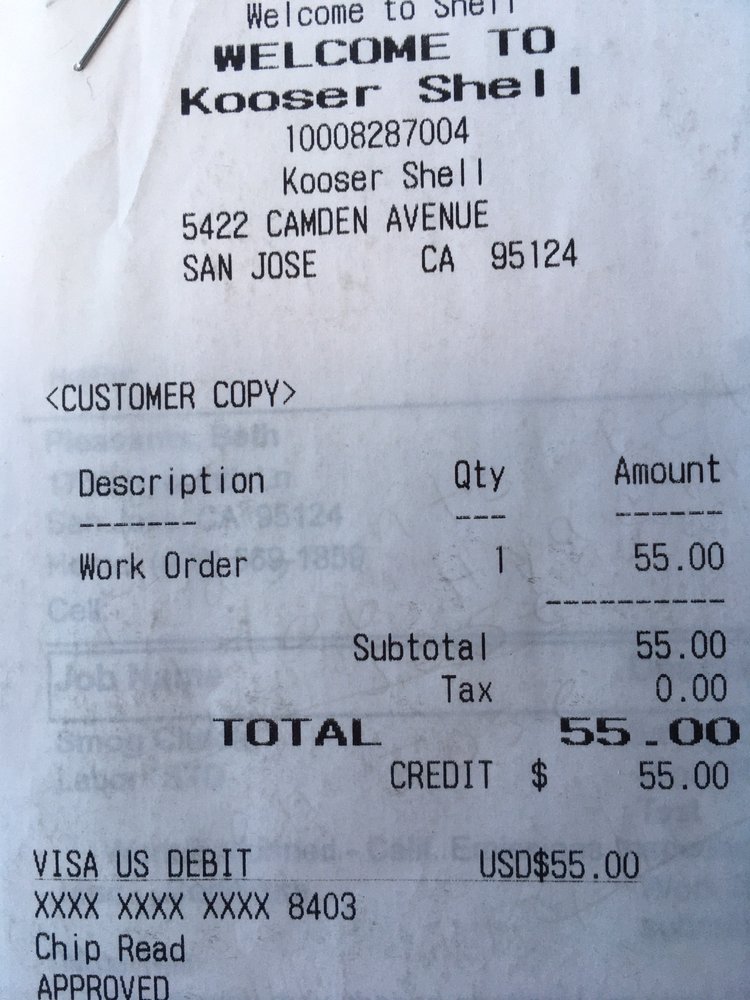 Welcome to Shell
WELCOME TO
Kooser Shell
10008287004
Kooser Shell
5422 CAMDEN AVENUE
SAN JOSE CA 95124
<CUSTOMER COPY>
Description Qty Amount
------- --- ------
Work Order 1 55.00
----------
Subtotal 55.00
Tax 0.00
TOTAL 55.00
CREDIT $ 55.00
VISA US DEBIT USD$55.00
XXXX XXXX XXXX 8403
Chip Read
APPROVED